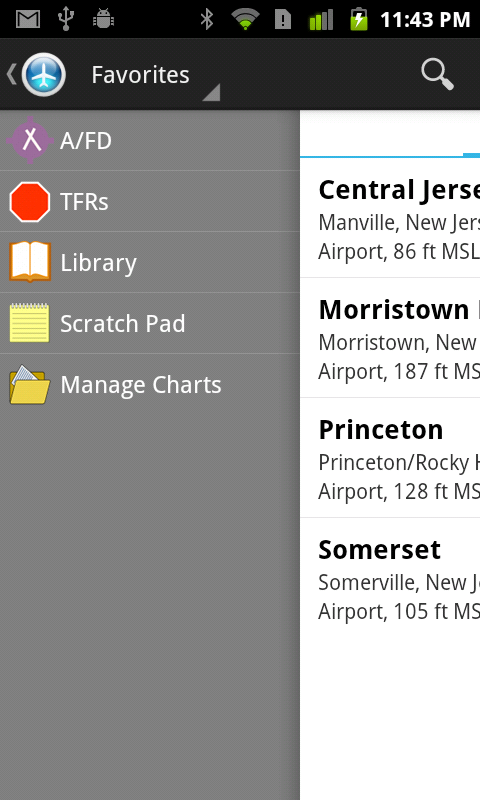 11:43 PM
Favorites
A/FD
TFRs
Library
Scratch Pad
Manage Charts
Central Jerse
Manville, New Jers
Airport, 86 ft MSL
Morristown
Morristown, New
Airport, 187 ft MS
Princeton
Princeton/Rocky H
Airport, 128 ft MS
Somerset
Somerville, New Je
Airport, 105 ft MS